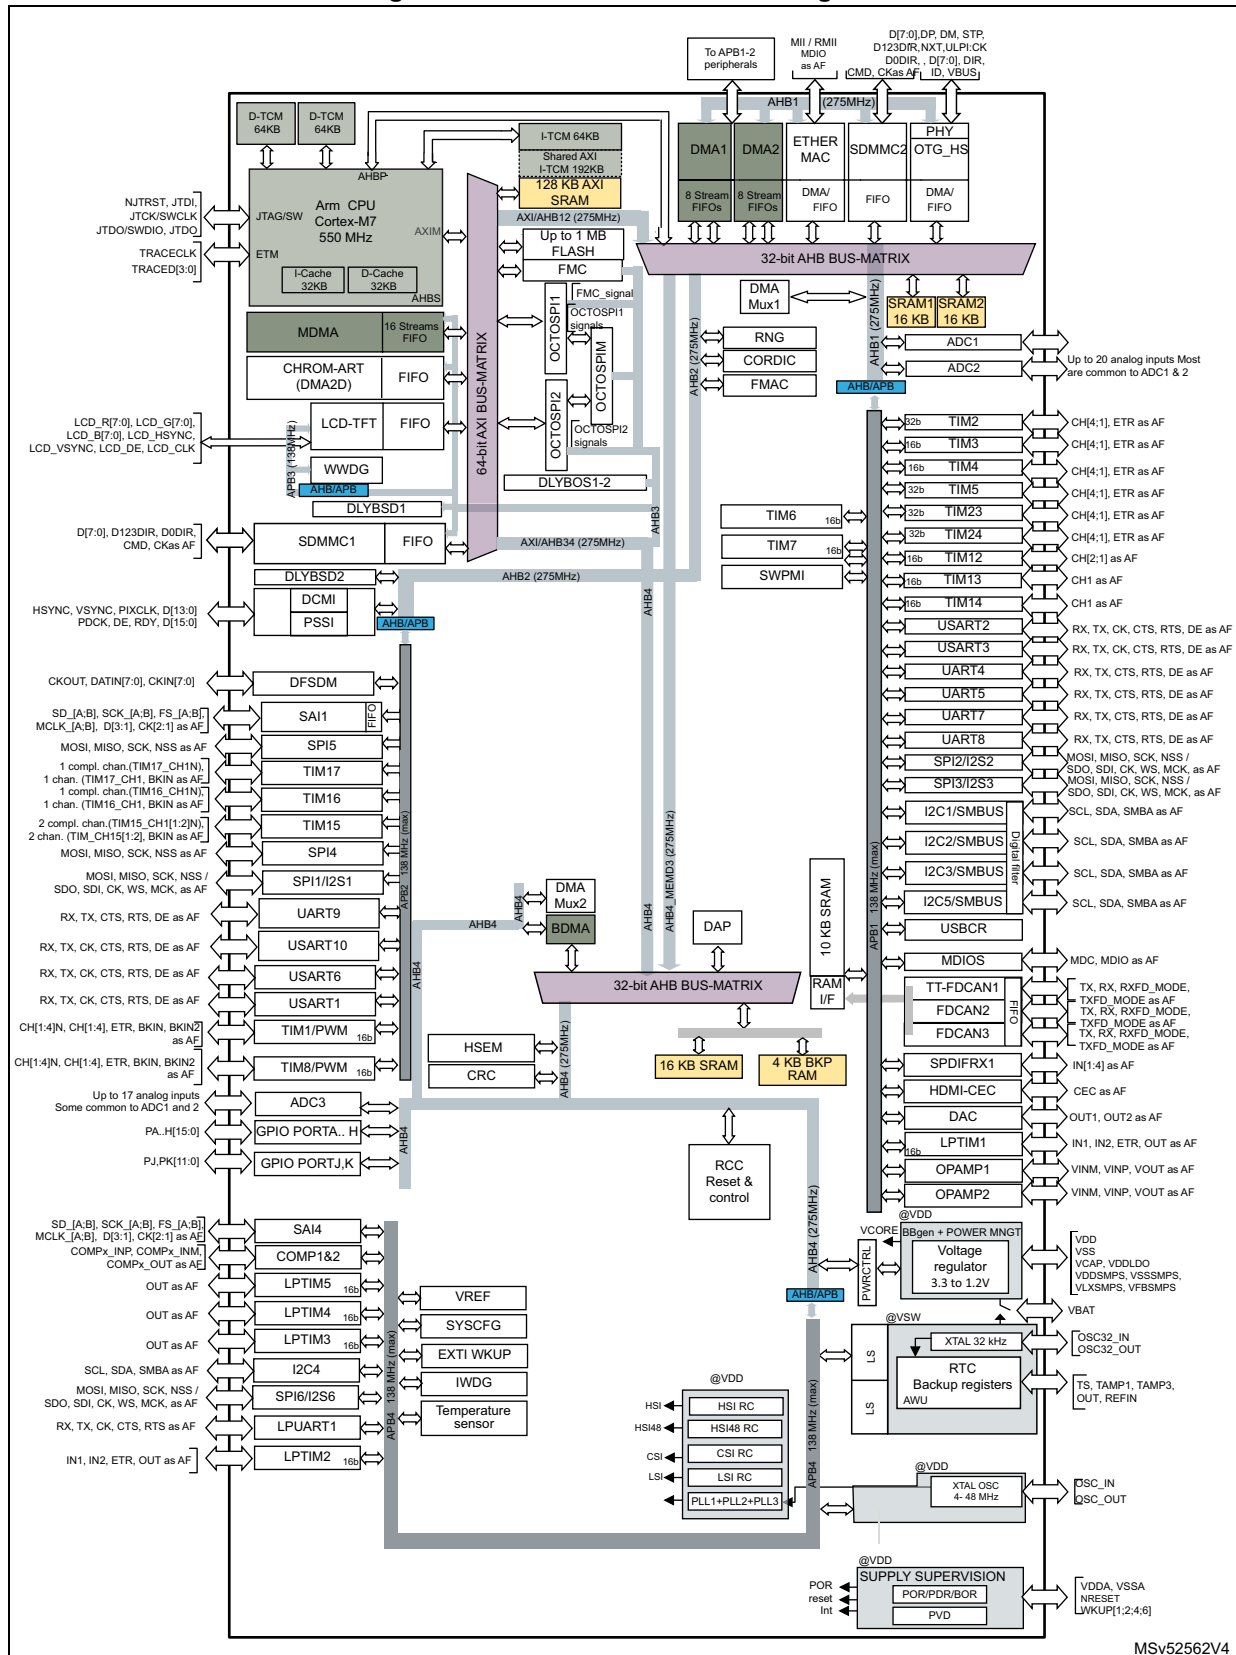 D[7:0],DP, DM, STP,
MII / RMII D123DIR,NXT,ULPI:CK
To APB1-2 MDIO D0DIR, , D[7:0], DIR,
peripherals as AF CMD, CKas AF ID, VBUS
AHB1 (275MHz)
D-TCM 64KB
D-TCM 64KB
I-TCM 64KB
Shared AXI
I-TCM 192KB
128 KB AXI
SRAM
AHBP
Arm CPU
Cortex-M7
550 MHz
JTAG/SW
AXIM
ETM
I-Cache 32KB
D-Cache 32KB
AHBS
NJTRST, JTDI,
JTCK/SWCLK
JTDO/SWDIO, JTDO
TRACECLK
TRACED[3:0]
DMA1
8 Stream FIFOs
DMA2
8 Stream FIFOs
ETHER MAC
DMA/ FIFO
SDMMC2
FIFO
PHY
OTG_HS
DMA/ FIFO
AXI/AHB12 (275MHz)
Up to 1 MB
FLASH
FMC
FMC_signal
OCTOSPI1
signals
OCTOSPI1
OCTOSPIM
OCTOSPI2
OCTOSPI2
signals
DLYBOS1-2
64-bit AXI BUS-MATRIX
32-bit AHB BUS-MATRIX
DMA
Mux1
SRAM1
16 KB
SRAM2
16 KB
AHB1 (275MHz)
AHB2 (275MHz)
RNG
CORDIC
FMAC
ADC1
ADC2
Up to 20 analog inputs Most
are common to ADC1 & 2
AHB/APB
MDMA
16 Streams
FIFO
CHROM-ART
(DMA2D)
FIFO
LCD-TFT
FIFO
LCD_R[7:0], LCD_G[7:0],
LCD_B[7:0], LCD_HSYNC,
LCD_VSYNC, LCD_DE, LCD_CLK
APB3 (138MHz)
WWDG
AHB/APB
DLYBSD1
D[7:0], D123DIR, D0DIR,
CMD, CKas AF
SDMMC1
FIFO
AXI/AHB34 (275MHz)
AHB3
DLYBSD2
AHB2 (275MHz)
HSYNC, VSYNC, PIXCLK, D[13:0]
PDCK, DE, RDY, D[15:0]
DCMI
PSSI
AHB/APB
AHB4
TIM6 16b
TIM7 16b
SWPMI
32b TIM2 CH[4;1], ETR as AF
16b TIM3 CH[4;1], ETR as AF
16b TIM4 CH[4;1], ETR as AF
32b TIM5 CH[4;1], ETR as AF
32b TIM23 CH[4;1], ETR as AF
32b TIM24 CH[4;1], ETR as AF
16b TIM12 CH[2;1] as AF
16b TIM13 CH1 as AF
16b TIM14 CH1 as AF
USART2 RX, TX, CK, CTS, RTS, DE as AF
USART3 RX, TX, CK, CTS, RTS, DE as AF
UART4 RX, TX, CTS, RTS, DE as AF
UART5 RX, TX, CTS, RTS, DE as AF
UART7 RX, TX, CTS, RTS, DE as AF
UART8 RX, TX, CTS, RTS, DE as AF
SPI2/I2S2 MOSI, MISO, SCK, NSS /
SDO, SDI, CK, WS, MCK, as AF
SPI3/I2S3 MOSI, MISO, SCK, NSS /
SDO, SDI, CK, WS, MCK, as AF
I2C1/SMBUS SCL, SDA, SMBA as AF
I2C2/SMBUS SCL, SDA, SMBA as AF
I2C3/SMBUS SCL, SDA, SMBA as AF
I2C5/SMBUS SCL, SDA, SMBA as AF
Digital filter
USBCR
MDIOS MDC, MDIO as AF
TT-FDCAN1 TX, RX, RXFD_MODE,
TXFD_MODE as AF
FDCAN2 TX, RX, RXFD_MODE,
TXFD_MODE as AF
FDCAN3 TX, RX, RXFD_MODE,
TXFD_MODE as AF
FIFO
SPDIFRX1 IN[1:4] as AF
HDMI-CEC CEC as AF
DAC OUT1, OUT2 as AF
16b LPTIM1 IN1, IN2, ETR, OUT as AF
OPAMP1 VINM, VINP, VOUT as AF
OPAMP2 VINM, VINP, VOUT as AF
APB1 138 MHz (max)
10 KB SRAM
RAM
I/F
CKOUT, DATIN[7:0], CKIN[7:0] DFSDM
SD_[A;B], SCK_[A;B], FS_[A;B],
MCLK_[A;B], D[3:1], CK[2:1] as AF
SAI1 FIFO
MOSI, MISO, SCK, NSS as AF SPI5
1 compl. chan.(TIM17_CH1N),
1 chan. (TIM17_CH1, BKIN as AF
TIM17
1 compl. chan.(TIM16_CH1N),
1 chan. (TIM16_CH1, BKIN as AF
TIM16
2 compl. chan.(TIM15_CH1[1:2]N),
2 chan. (TIM_CH15[1:2], BKIN as AF
TIM15
MOSI, MISO, SCK, NSS as AF SPI4
MOSI, MISO, SCK, NSS /
SDO, SDI, CK, WS, MCK, as AF
SPI1/I2S1
RX, TX, CTS, RTS, DE as AF UART9
RX, TX, CK, CTS, RTS, DE as AF USART10
RX, TX, CK, CTS, RTS, DE as AF USART6
RX, TX, CK, CTS, RTS, DE as AF USART1
CH[1:4]N, CH[1:4], ETR, BKIN, BKIN2
as AF
TIM1/PWM 16b
CH[1:4]N, CH[1:4], ETR, BKIN, BKIN2
as AF
TIM8/PWM 16b
APB2 138 MHz (max)
Up to 17 analog inputs
Some common to ADC1 and 2
ADC3
PA..H[15:0] GPIO PORTA.. H
PJ,PK[11:0] GPIO PORTJ,K
AHB4
AHB4
AHB4
AHB4
DMA
Mux2
BDMA
AHB4
AHB4_MEMD3 (275MHz)
DAP
32-bit AHB BUS-MATRIX
HSEM
CRC
AHB4 (275MHz)
16 KB SRAM
4 KB BKP
RAM
RCC
Reset &
control
AHB4 (275MHz)
AHB/APB
SD_[A;B], SCK_[A;B], FS_[A;B],
MCLK_[A;B], D[3:1], CK[2:1] as AF
SAI4
COMPx_INP, COMPx_INM,
COMPx_OUT as AF
COMP1&2
OUT as AF LPTIM5 16b
OUT as AF LPTIM4 16b
OUT as AF LPTIM3 16b
SCL, SDA, SMBA as AF I2C4
MOSI, MISO, SCK, NSS /
SDO, SDI, CK, WS, MCK, as AF
SPI6/I2S6
RX, TX, CK, CTS, RTS as AF LPUART1
IN1, IN2, ETR, OUT as AF LPTIM2 16b
APB4 138 MHz (max)
VREF
SYSCFG
EXTI WKUP
IWDG
Temperature
sensor
@VDD
HSI HSI RC
HSI48 HSI48 RC
CSI CSI RC
LSI LSI RC
PLL1+PLL2+PLL3
APB4 138 MHz (max)
@VDD
VCORE
BBgen + POWER MNGT
PWRCTRL
Voltage
regulator
3.3 to 1.2V
VDD
VSS
VCAP, VDDLDO
VDDSMPS, VSSSMPS,
VLXSMPS, VFBSMPS
VBAT
@VSW
LS
LS
XTAL 32 kHz
RTC
Backup registers
AWU
OSC32_IN
OSC32_OUT
TS, TAMP1, TAMP3,
OUT, REFIN
@VDD
XTAL OSC
4- 48 MHz
OSC_IN
OSC_OUT
@VDD
SUPPLY SUPERVISION
POR
reset
Int
POR/PDR/BOR
PVD
VDDA, VSSA
NRESET
WKUP[1;2;4;6]
MSv52562V4